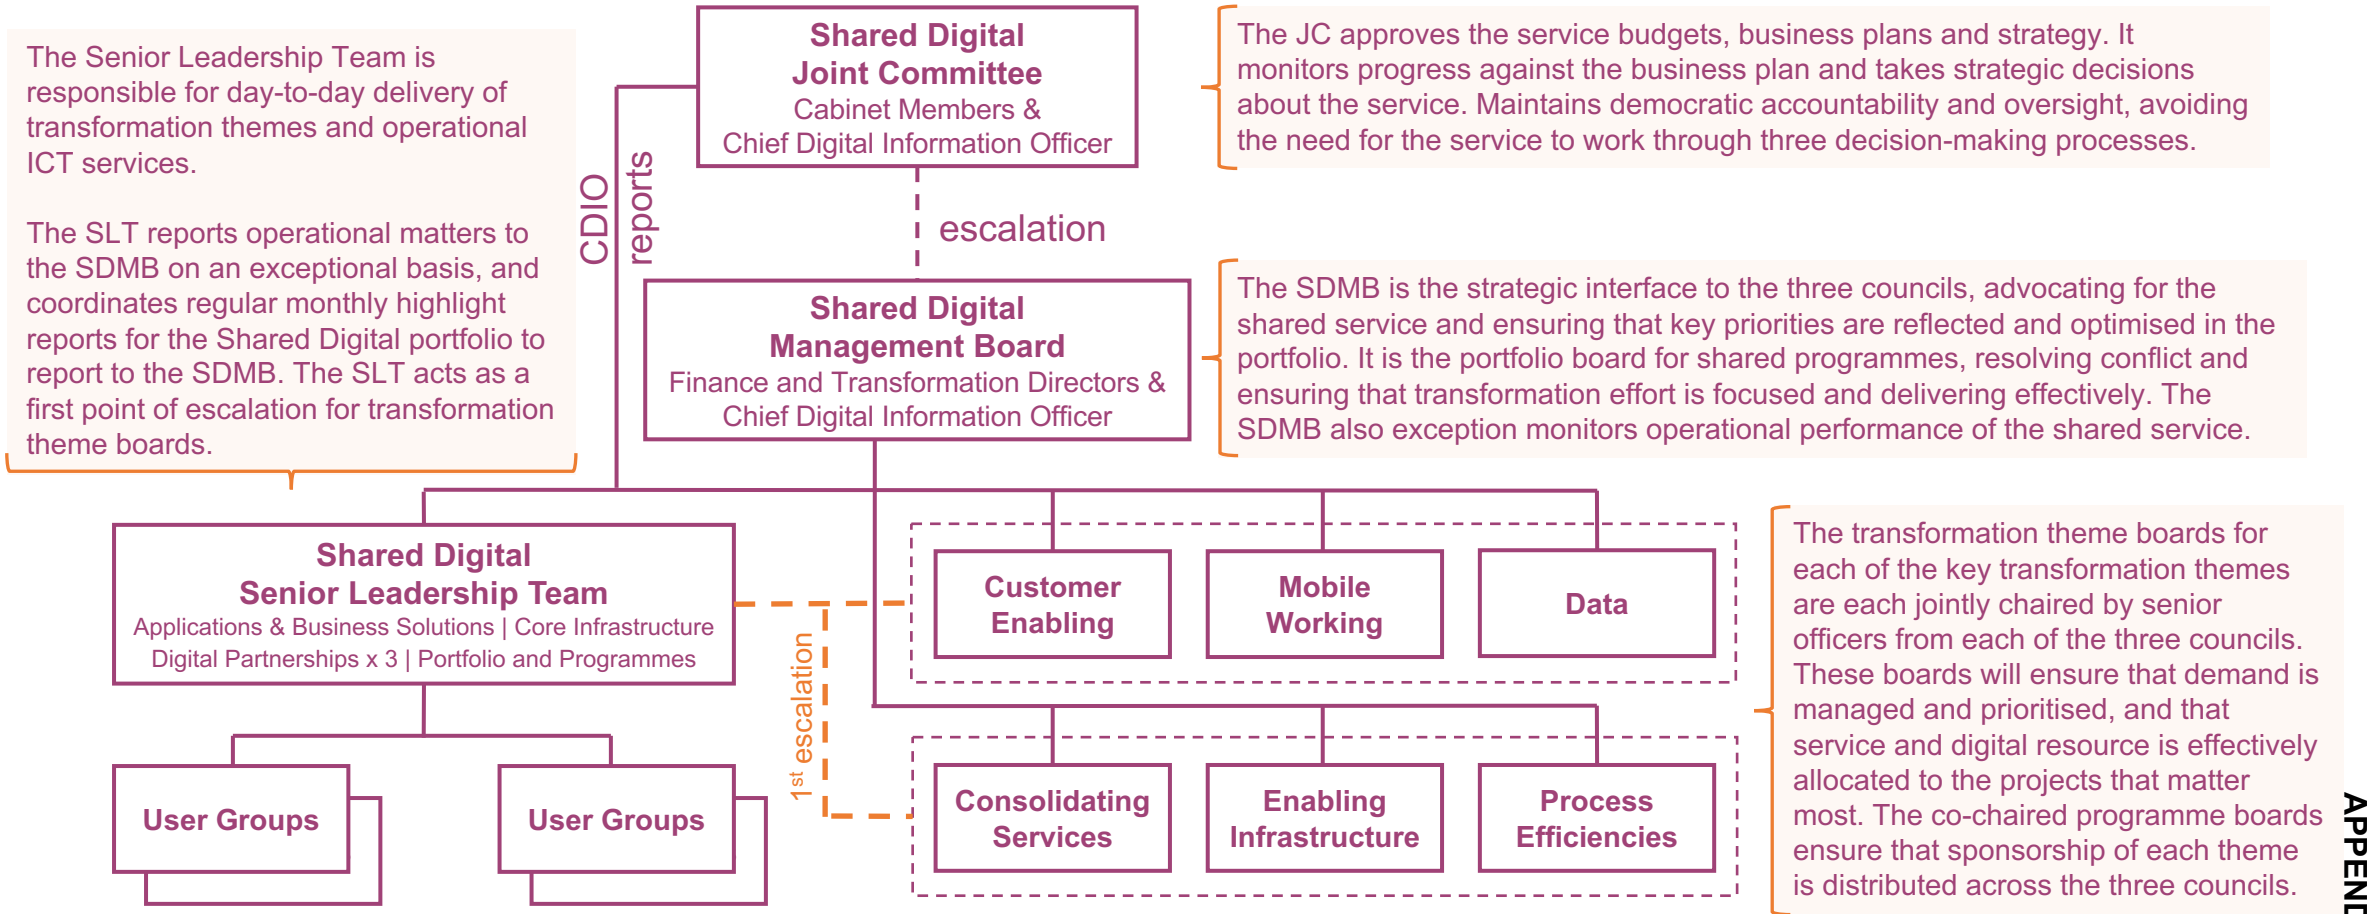 Shared Digital
Joint Committee
Cabinet Members &
Chief Digital Information Officer
The JC approves the service budgets, business plans and strategy. It
monitors progress against the business plan and takes strategic decisions
about the service. Maintains democratic accountability and oversight, avoiding
the need for the service to work through three decision-making processes.
The Senior Leadership Team is
responsible for day-to-day delivery of
transformation themes and operational
ICT services.
The SLT reports operational matters to
the SDMB on an exceptional basis, and
coordinates regular monthly highlight
reports for the Shared Digital portfolio to
report to the SDMB. The SLT acts as a
first point of escalation for transformation
theme boards.
CDIO
reports
escalation
Shared Digital
Management Board
Finance and Transformation Directors &
Chief Digital Information Officer
The SDMB is the strategic interface to the three councils, advocating for the
shared service and ensuring that key priorities are reflected and optimised in the
portfolio. It is the portfolio board for shared programmes, resolving conflict and
ensuring that transformation effort is focused and delivering effectively. The
SDMB also exception monitors operational performance of the shared service.
Shared Digital
Senior Leadership Team
Applications & Business Solutions | Core Infrastructure
Digital Partnerships x 3 | Portfolio and Programmes
1st escalation
Customer
Enabling
Mobile
Working
Data
The transformation theme boards for
each of the key transformation themes
are each jointly chaired by senior
officers from each of the three councils.
These boards will ensure that demand is
managed and prioritised, and that
service and digital resource is effectively
allocated to the projects that matter
most. The co-chaired programme boards
ensure that sponsorship of each theme
is distributed across the three councils.
User Groups
User Groups
Consolidating
Services
Enabling
Infrastructure
Process
Efficiencies